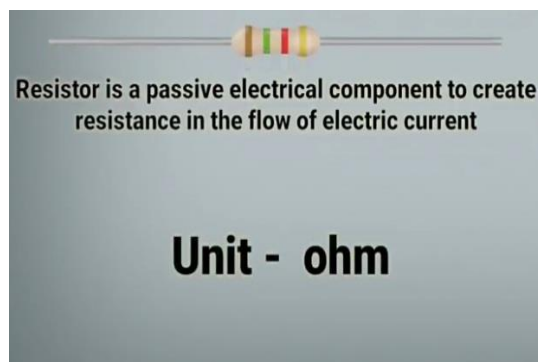 Resistor is a passive electrical component to create
resistance in the flow of electric current
Unit - ohm